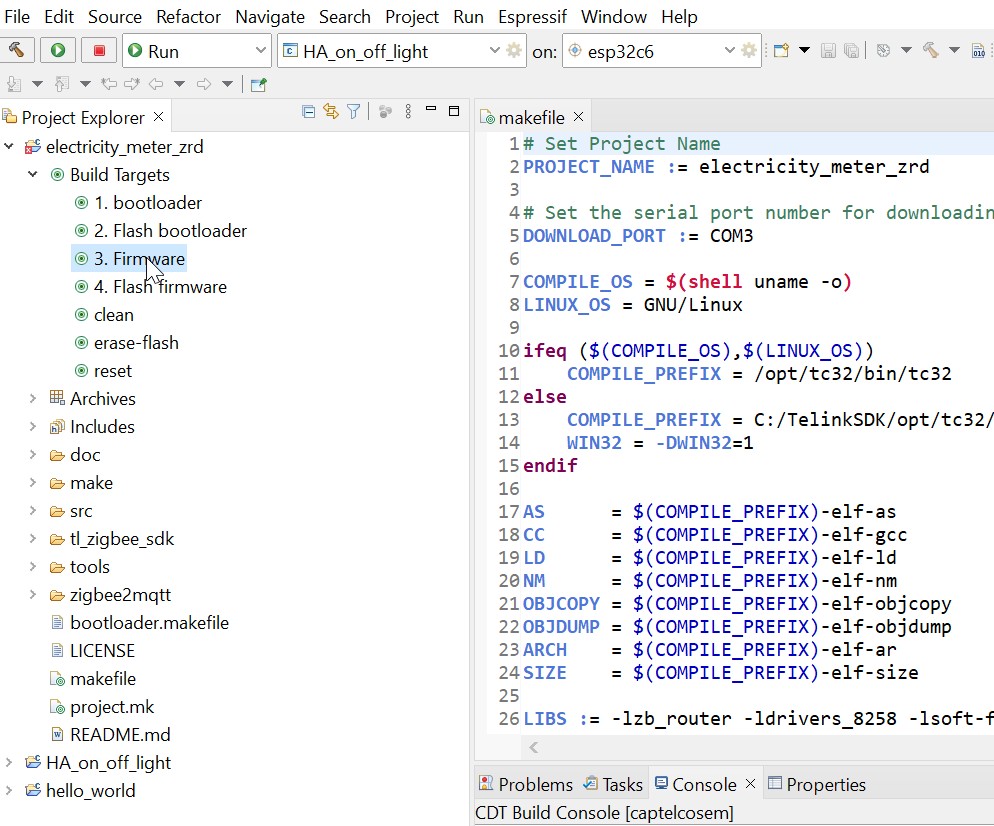 File Edit Source Refactor Navigate Search Project Run Espressif Window Help
Run HA_on_off_light on: esp32c6
010
Project Explorer
electricity_meter_zrd
Build Targets
1. bootloader
2. Flash bootloader
3. Firmware
4. Flash firmware
clean
erase-flash
reset
Archives
Includes
doc
make
src
tl_zigbee_sdk
tools
zigbee2mqtt
bootloader.makefile
LICENSE
makefile
project.mk
README.md
HA_on_off_light
hello_world
makefile
1 # Set Project Name
2 PROJECT_NAME := electricity_meter_zrd
3
4 # Set the serial port number for downloadin
5 DOWNLOAD_PORT := COM3
6
7 COMPILE_OS = $(shell uname -o)
8 LINUX_OS = GNU/Linux
9
10 ifeq ($(COMPILE_OS),$(LINUX_OS))
11     COMPILE_PREFIX = /opt/tc32/bin/tc32
12 else
13     COMPILE_PREFIX = C:/TelinkSDK/opt/tc32/
14     WIN32 = -DWIN32=1
15 endif
16
17 AS      = $(COMPILE_PREFIX)-elf-as
18 CC      = $(COMPILE_PREFIX)-elf-gcc
19 LD      = $(COMPILE_PREFIX)-elf-ld
20 NM      = $(COMPILE_PREFIX)-elf-nm
21 OBJCOPY = $(COMPILE_PREFIX)-elf-objcopy
22 OBJDUMP = $(COMPILE_PREFIX)-elf-objdump
23 ARCH    = $(COMPILE_PREFIX)-elf-ar
24 SIZE    = $(COMPILE_PREFIX)-elf-size
25
26 LIBS := -lzb_router -ldrivers_8258 -lsoft-f
Problems Tasks Console Properties
CDT Build Console [captelcosem]